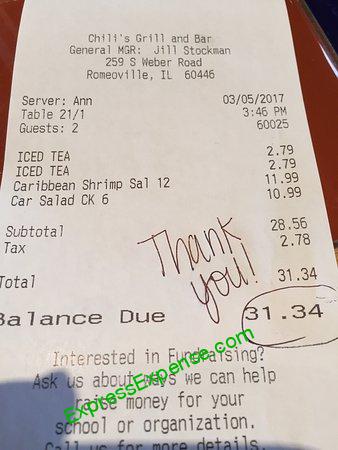 Chili's Grill and Bar
General MGR: Jill Stockman
259 S Weber Road
Romeoville, IL 60446
Server: Ann 03/05/2017
Table 21/1 3:46 PM
Guests: 2 60025
ICED TEA 2.79
ICED TEA 2.79
Caribbean Shrimp Sal 12 11.99
Car Salad CK 6 10.99
Subtotal 28.56
Tax 2.78
Total 31.34
Thank
you!
Balance Due 31.34
Interested in Fundraising?
Ask us about ways we can help
raise money for your
school or organization.
Call us for more details.
ExpressExpense.com